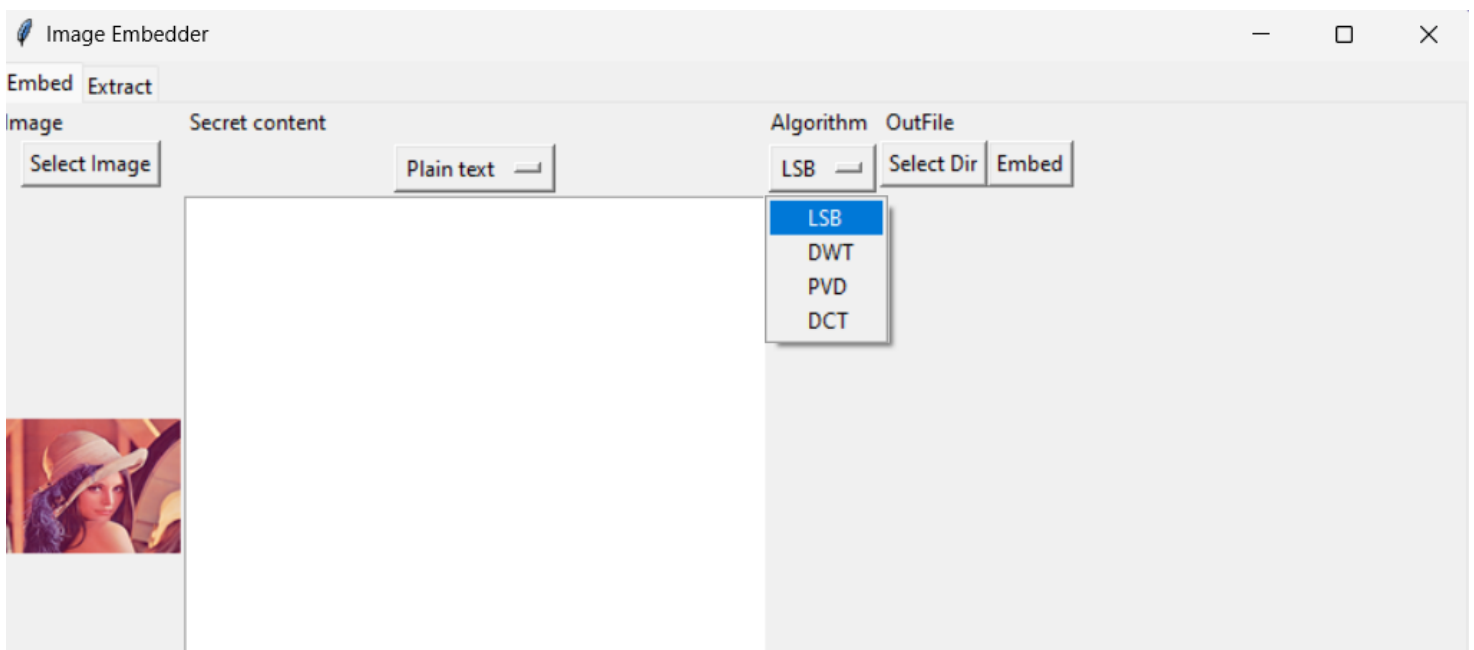 Image Embedder
Embed Extract
Image Secret content Algorithm OutFile
Select Image Plain text LSB Select Dir Embed
LSB
DWT
PVD
DCT